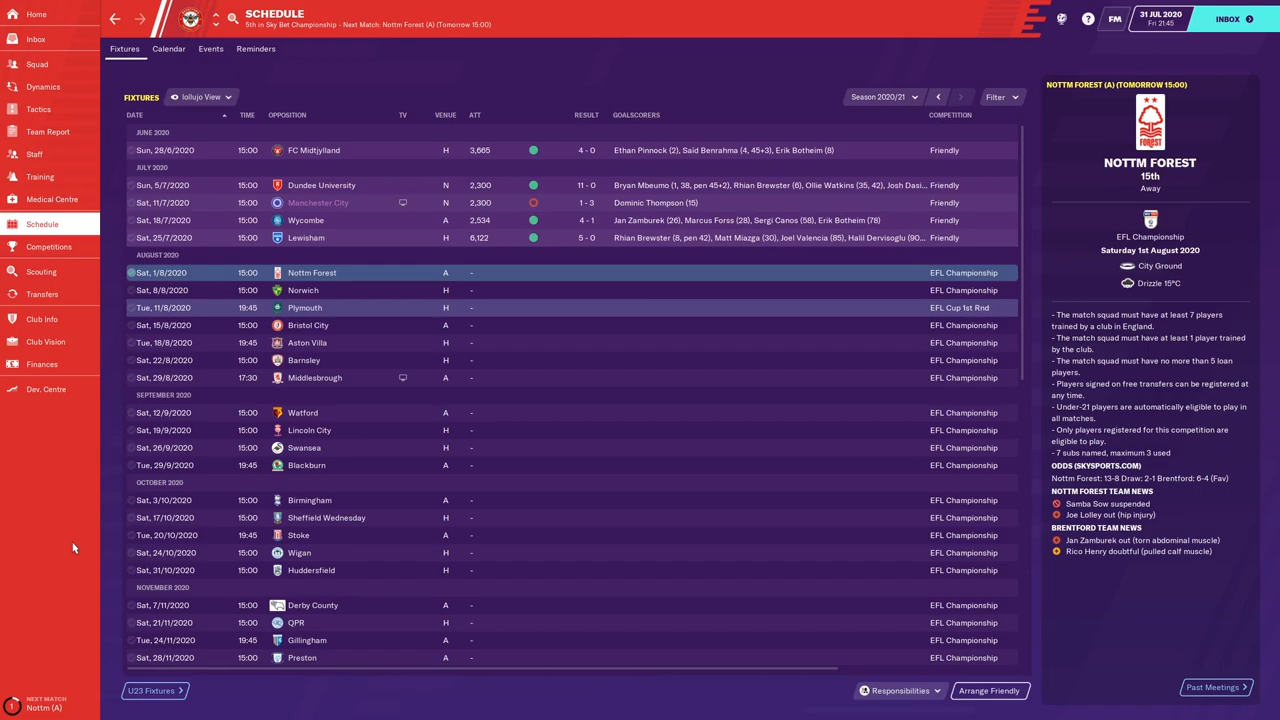 Home
Inbox
Squad
Dynamics
Tactics
Team Report
Staff
Training
Medical Centre
Schedule
Competitions
Scouting
Transfers
Club Info
Club Vision
Finances
Dev. Centre
1
NEXT MATCH
Nottm (A)
SCHEDULE
5th in Sky Bet Championship - Next Match: Nottm Forest (A) (Tomorrow 15:00)
FM
31 JUL 2020
Fri 21:45
INBOX
Fixtures Calendar Events Reminders
FIXTURES lollujo View Season 2020/21 Filter
DATE TIME OPPOSITION TV VENUE ATT RESULT GOALSCORERS COMPETITION
JUNE 2020
Sun, 28/6/2020 15:00 FC Midtjylland H 3,665 4 - 0 Ethan Pinnock (2), Saïd Benrahma (4, 45+3), Erik Botheim (8) Friendly
JULY 2020
Sun, 5/7/2020 15:00 Dundee University N 2,300 11 - 0 Bryan Mbeumo (1, 38, pen 45+2), Rhian Brewster (6), Ollie Watkins (35, 42), Josh Dasi... Friendly
Sat, 11/7/2020 15:00 Manchester City N 2,300 1 - 3 Dominic Thompson (15) Friendly
Sat, 18/7/2020 15:00 Wycombe A 2,534 4 - 1 Jan Zamburek (26), Marcus Forss (28), Sergi Canos (58), Erik Botheim (78) Friendly
Sat, 25/7/2020 15:00 Lewisham H 6,122 5 - 0 Rhian Brewster (8, pen 42), Matt Miazga (30), Joel Valencia (85), Halil Dervisoglu (90... Friendly
AUGUST 2020
Sat, 1/8/2020 15:00 Nottm Forest A - EFL Championship
Sat, 8/8/2020 15:00 Norwich H - EFL Championship
Tue, 11/8/2020 19:45 Plymouth H - EFL Cup 1st Rnd
Sat, 15/8/2020 15:00 Bristol City A - EFL Championship
Tue, 18/8/2020 19:45 Aston Villa H - EFL Championship
Sat, 22/8/2020 15:00 Barnsley H - EFL Championship
Sat, 29/8/2020 17:30 Middlesbrough A - EFL Championship
SEPTEMBER 2020
Sat, 12/9/2020 15:00 Watford A - EFL Championship
Sat, 19/9/2020 15:00 Lincoln City H - EFL Championship
Sat, 26/9/2020 15:00 Swansea H - EFL Championship
Tue, 29/9/2020 19:45 Blackburn A - EFL Championship
OCTOBER 2020
Sat, 3/10/2020 15:00 Birmingham A - EFL Championship
Sat, 17/10/2020 15:00 Sheffield Wednesday H - EFL Championship
Tue, 20/10/2020 19:45 Stoke A - EFL Championship
Sat, 24/10/2020 15:00 Wigan H - EFL Championship
Sat, 31/10/2020 15:00 Huddersfield H - EFL Championship
NOVEMBER 2020
Sat, 7/11/2020 15:00 Derby County A - EFL Championship
Sat, 21/11/2020 15:00 QPR H - EFL Championship
Tue, 24/11/2020 19:45 Gillingham A - EFL Championship
Sat, 28/11/2020 15:00 Preston A - EFL Championship
U23 Fixtures Responsibilities Arrange Friendly
NOTTM FOREST (A) (TOMORROW 15:00)
FOREST
NOTTM FOREST
15th
Away
EFL Championship
Saturday 1st August 2020
City Ground
Drizzle 15°C
- The match squad must have at least 7 players
trained by a club in England.
- The match squad must have at least 1 player trained
by the club.
- The match squad must have no more than 5 loan
players.
- Players signed on free transfers can be registered at
any time.
- Under-21 players are automatically eligible to play in
all matches.
- Only players registered for this competition are
eligible to play.
- 7 subs named, maximum 3 used
ODDS (SKYSPORTS.COM)
Nottm Forest: 13-8 Draw: 2-1 Brentford: 6-4 (Fav)
NOTTM FOREST TEAM NEWS
Samba Sow suspended
Joe Lolley out (hip injury)
BRENTFORD TEAM NEWS
Jan Zamburek out (torn abdominal muscle)
Rico Henry doubtful (pulled calf muscle)
Past Meetings